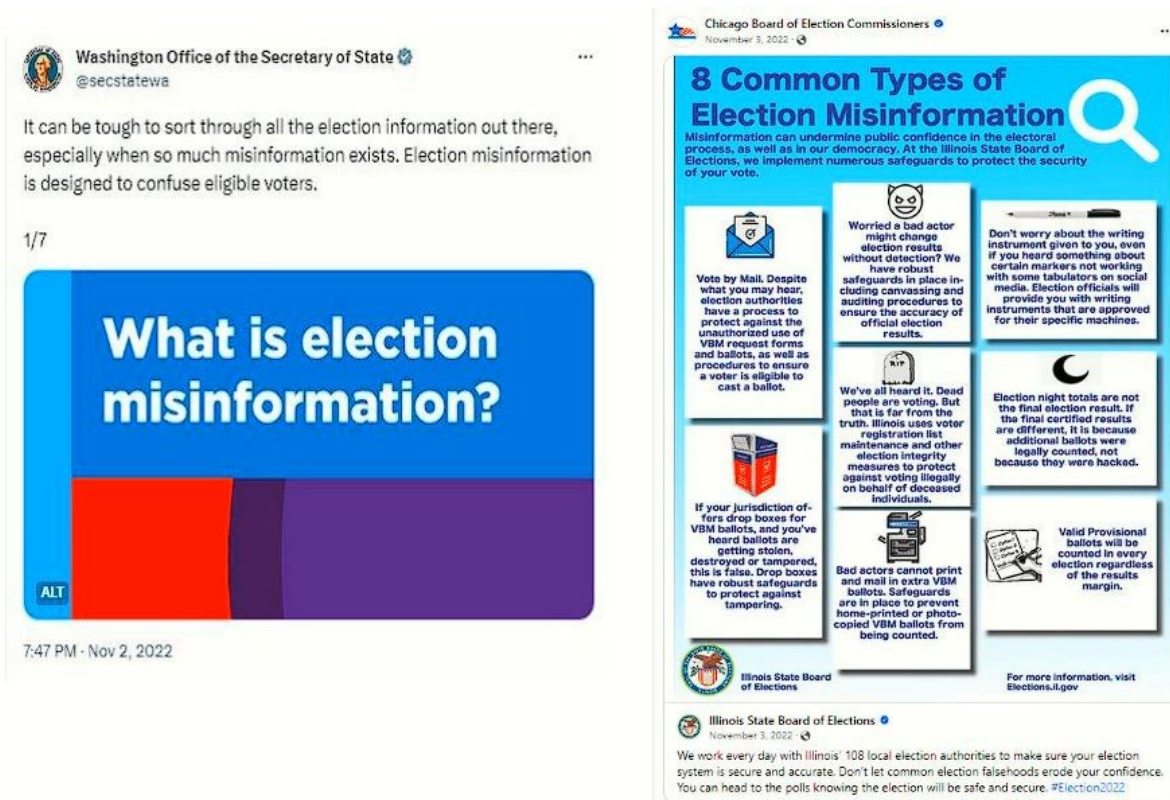 Washington Office of the Secretary of State
@secstatewa
It can be tough to sort through all the election information out there,
especially when so much misinformation exists. Election misinformation
is designed to confuse eligible voters.
1/7
What is election
misinformation?
ALT
7:47 PM · Nov 2, 2022
Chicago Board of Election Commissioners
November 3, 2022 ·
8 Common Types of
Election Misinformation
Misinformation can undermine public confidence in the electoral
process, as well as in our democracy. At the Illinois State Board of
Elections, we implement numerous safeguards to protect the security
of your vote.
Vote by Mail. Despite
what you may hear,
election authorities
have a process to
protect against the
unauthorized use of
VBM request forms
and ballots, as well as
procedures to ensure
a voter is eligible to
cast a ballot.
Worried a bad actor
might change
election results
without detection? We
have robust
safeguards in place in-
cluding canvassing and
auditing procedures to
ensure the accuracy of
official election
results.
Don't worry about the writing
instrument given to you, even
if you heard something about
certain markers not working
with some tabulators on social
media. Election officials will
provide you with writing
instruments that are approved
for their specific machines.
RIP
We've all heard it. Dead
people are voting. But
that is far from the
truth. Illinois uses voter
registration list
maintenance and other
election integrity
measures to protect
against voting illegally
on behalf of deceased
individuals.
Election night totals are not
the final election result. If
the final certified results
are different, it is because
additional ballots were
legally counted, not
because they were hacked.
If your jurisdiction of-
fers drop boxes for
VBM ballots, and you've
heard ballots are
getting stolen,
destroyed or tampered,
this is false. Drop boxes
have robust safeguards
to protect against
tampering.
Bad actors cannot print
and mail in extra VBM
ballots. Safeguards
are in place to prevent
home-printed or photo-
copied VBM ballots from
being counted.
Valid Provisional
ballots will be
counted in every
election regardless
of the results
margin.
Illinois State Board
of Elections
For more information, visit
Elections.il.gov
Illinois State Board of Elections
November 3, 2022 ·
We work every day with Illinois' 108 local election authorities to make sure your election
system is secure and accurate. Don't let common election falsehoods erode your confidence.
You can head to the polls knowing the election will be safe and secure. #Election2022